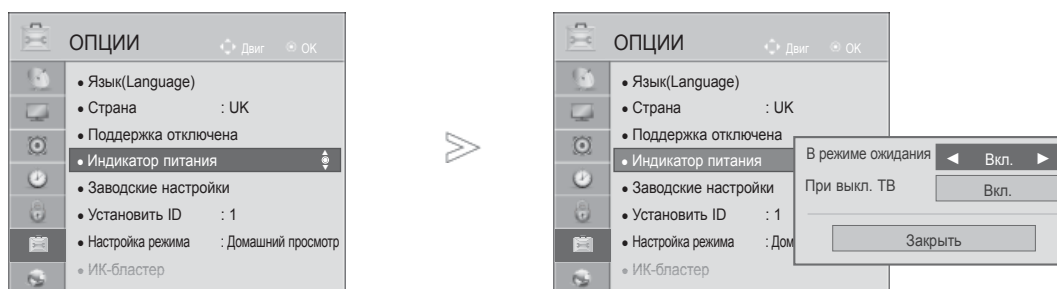 ОПЦИИ
Двиг
ОК
• Язык(Language)
• Страна : UK
• Поддержка отключена
• Индикатор питания
• Заводские настройки
• Установить ID : 1
• Настройка режима : Домашний просмотр
• ИК-бластер
ОПЦИИ
Двиг
ОК
• Язык(Language)
• Страна : UK
• Поддержка отключена
• Индикатор питания
• Заводские настройки
• Установить ID : 1
• Настройка режима : Дом
• ИК-бластер
В режиме ожидания ◄ Вкл. ►
При выкл. ТВ Вкл.
Закрыть